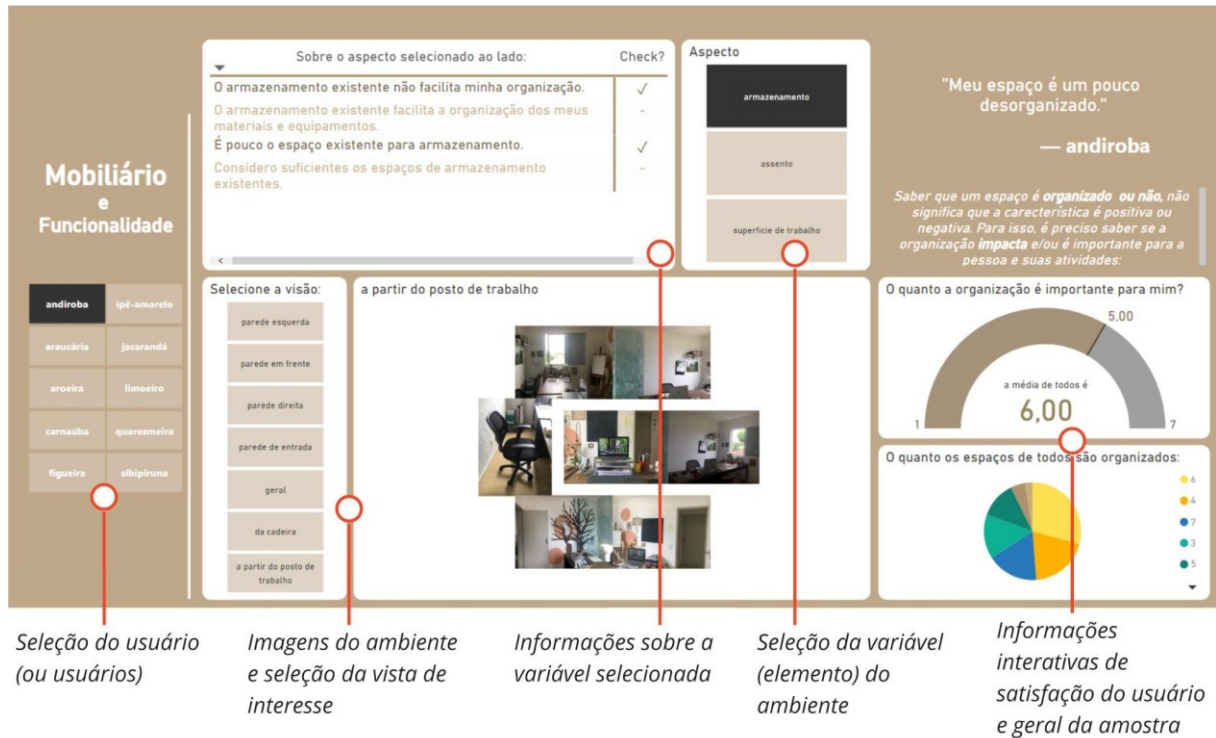 Mobiliário
e
Funcionalidade
andiroba
ipê-amarelo
araucária
jacarandá
aroeira
limoeiro
carnaúba
quaresmeira
figueira
sibipiruna
Sobre o aspecto selecionado ao lado:
Check?
O armazenamento existente não facilita minha organização.
✓
O armazenamento existente facilita a organização dos meus
materiais e equipamentos.
-
É pouco o espaço existente para armazenamento.
✓
Considero suficientes os espaços de armazenamento
existentes.
-
Aspecto
armazenamento
assento
superfície de trabalho
"Meu espaço é um pouco
desorganizado."
— andiroba
Saber que um espaço é organizado ou não, não
significa que a carecterística é positiva ou
negativa. Para isso, é preciso saber se a
organização impacta e/ou é importante para a
pessoa e suas atividades:
Selecione a visão:
parede esquerda
parede em frente
parede direita
parede de entrada
geral
da cadeira
a partir do posto de
trabalho
a partir do posto de trabalho
O quanto a organização é importante para mim?
5,00
a média de todos é
6,00
1
7
O quanto os espaços de todos são organizados:
6
4
7
3
5
Seleção do usuário
(ou usuários)
Imagens do ambiente
e seleção da vista de
interesse
Informações sobre a
variável selecionada
Seleção da variável
(elemento) do
ambiente
Informações
interativas de
satisfação do usuário
e geral da amostra